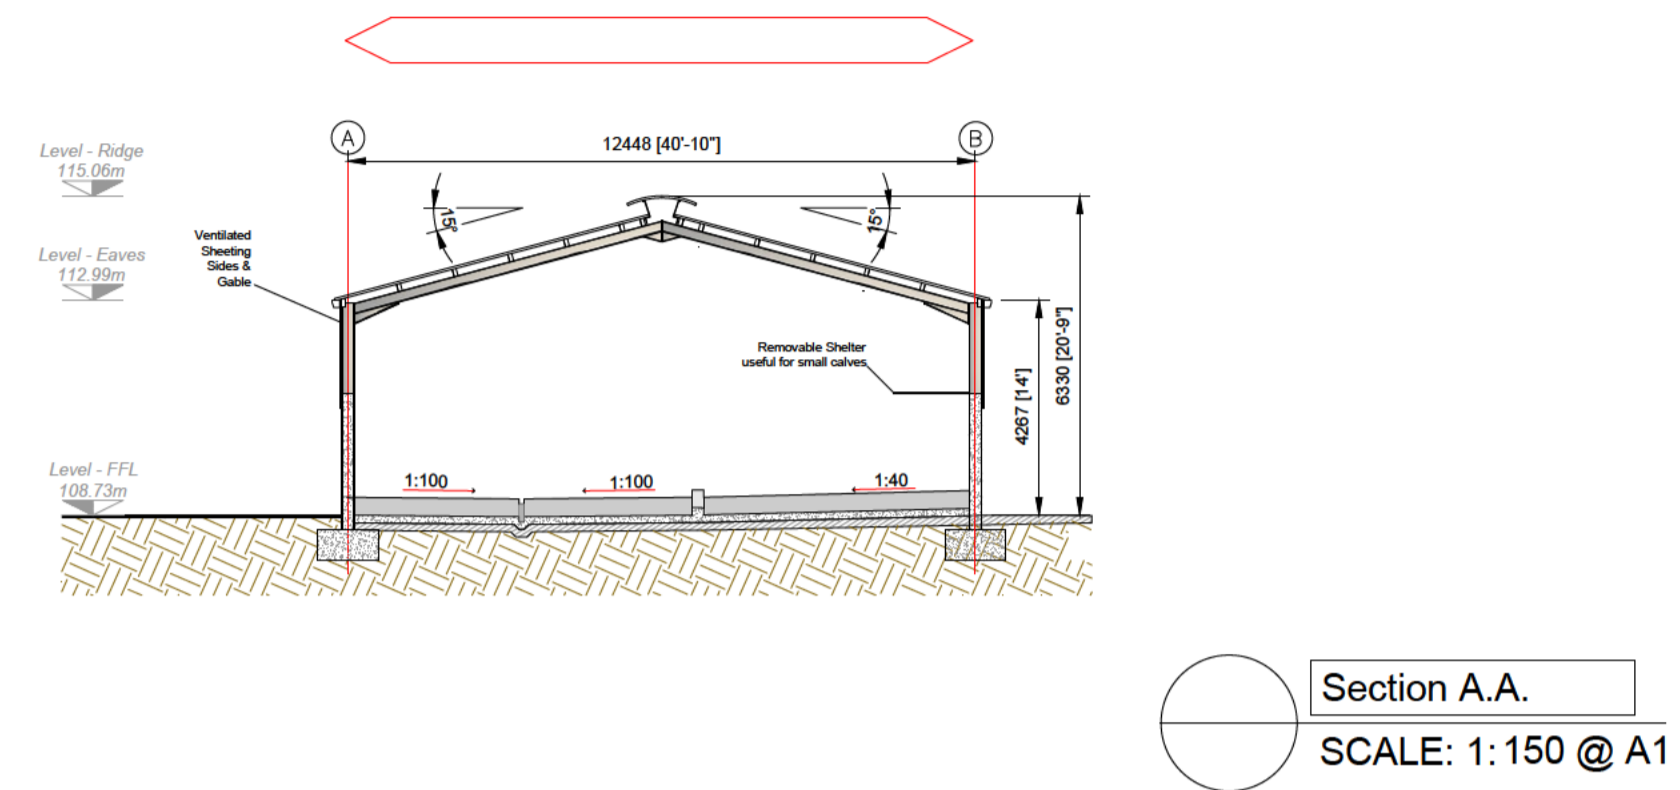 A
B
12448 [40'-10"]
Level - Ridge
115.06m
15°
15°
Ventilated
Sheeting
Sides &
Gable
Level - Eaves
112.99m
Removable Shelter
useful for small calves
4267 [14']
6330 [20'-9"]
Level - FFL
108.73m
1:100
1:100
1:40
Section A.A.
SCALE: 1:150 @ A1